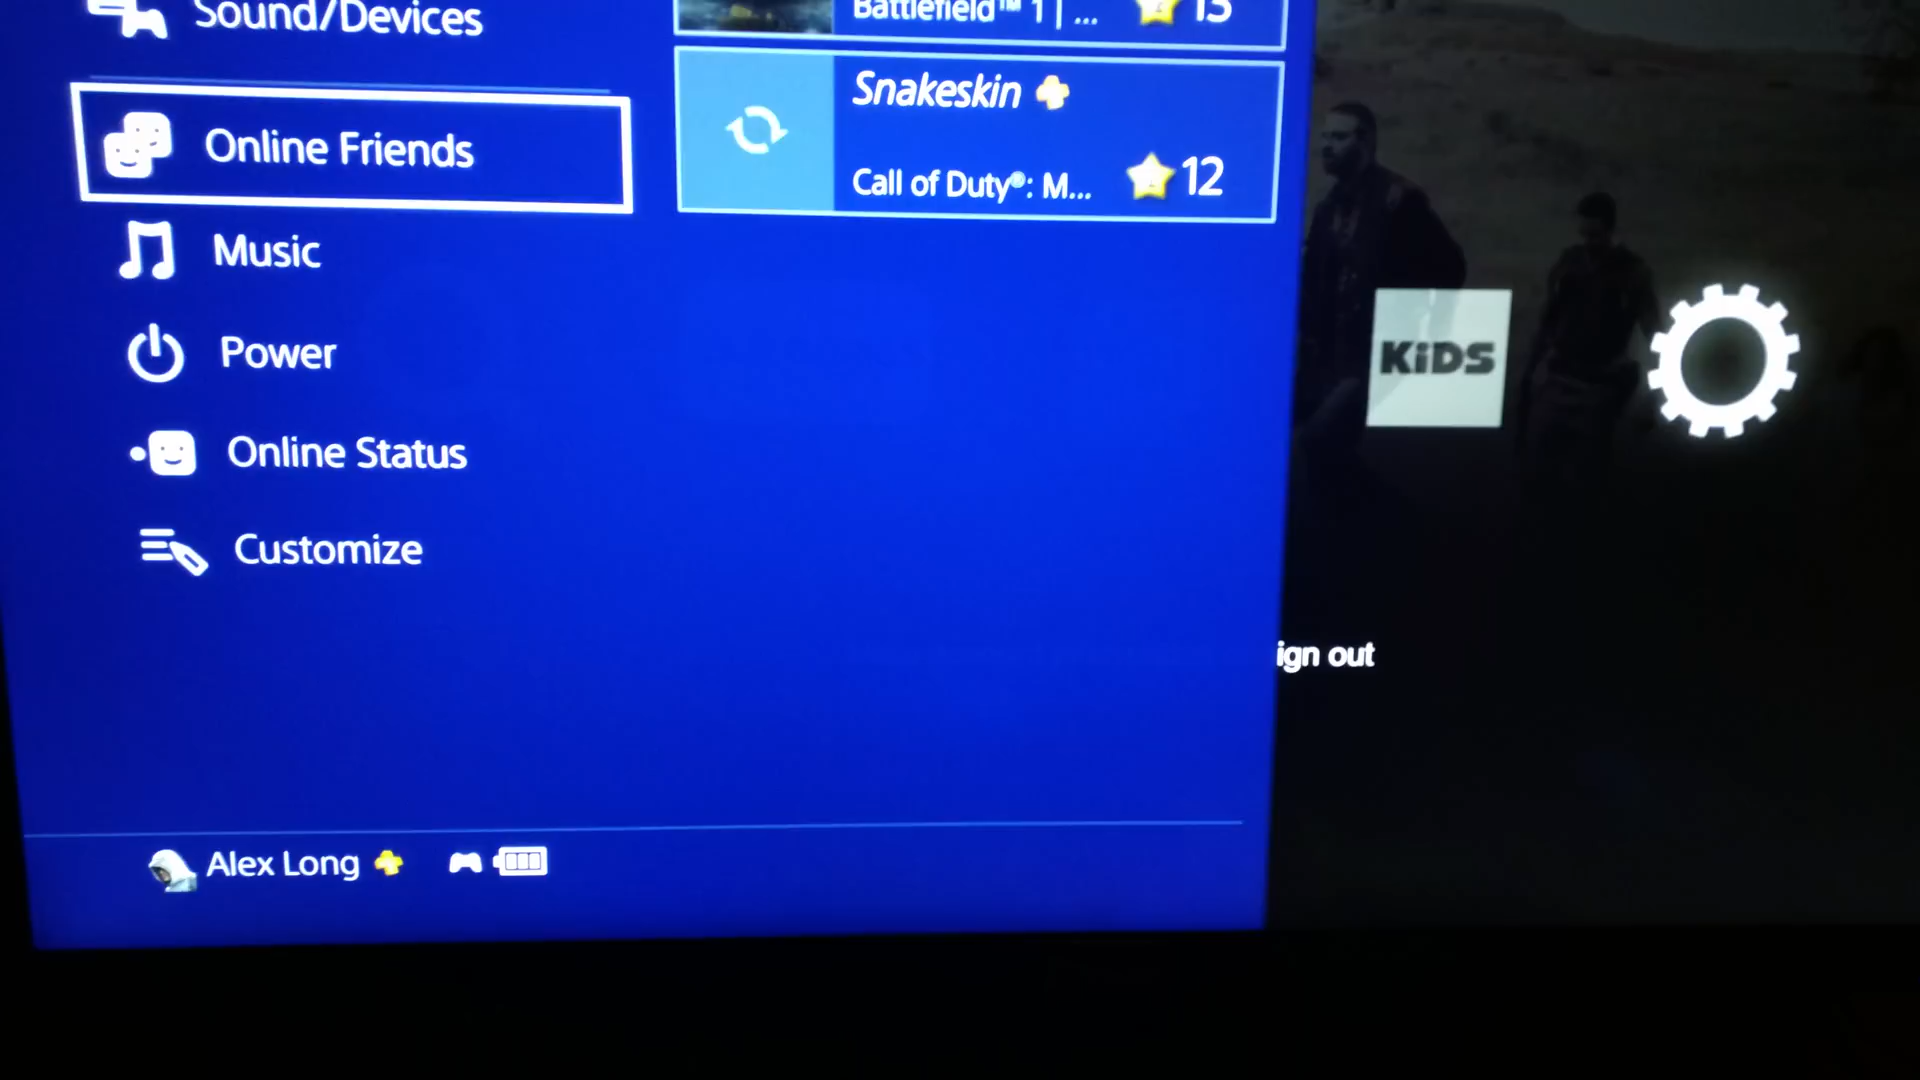 Sound/Devices
Battlefield™ 1 | ...
13
Snakeskin
Call of Duty®: M...
12
Online Friends
Music
Power
Online Status
Customize
KiDS
ign out
Alex Long